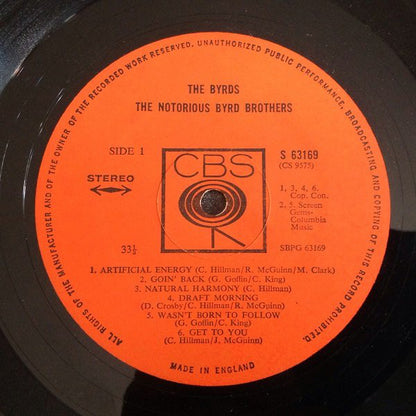 ALL RIGHTS OF THE MANUFACTURER AND OF THE OWNER OF THE RECORDED WORK RESERVED. UNAUTHORIZED PUBLIC PERFORMANCE, BROADCASTING AND COPYING OF THIS RECORD PROHIBITED.
THE BYRDS
THE NOTORIOUS BYRD BROTHERS
SIDE 1
CBS
S 63169
(CS 9575)
STEREO
1, 3, 4, 6.
Cop. Con.
2, 5. Screen
Gems-
Columbia
Music
33⅓
SBPG 63169
1. ARTIFICIAL ENERGY (C. Hillman/R. McGuinn/M. Clark)
2. GOIN' BACK (G. Goffin/C. King)
3. NATURAL HARMONY (C. Hillman)
4. DRAFT MORNING
(D. Crosby/C. Hillman/R. McGuinn)
5. WASN'T BORN TO FOLLOW
(G. Goffin/C. King)
6. GET TO YOU
(C. Hillman/J. McGuinn)
MADE IN ENGLAND